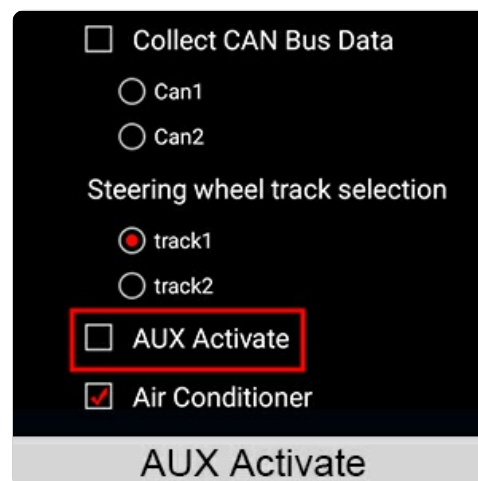 Collect CAN Bus Data
Can1
Can2
Steering wheel track selection
track1
track2
AUX Activate
Air Conditioner
AUX Activate